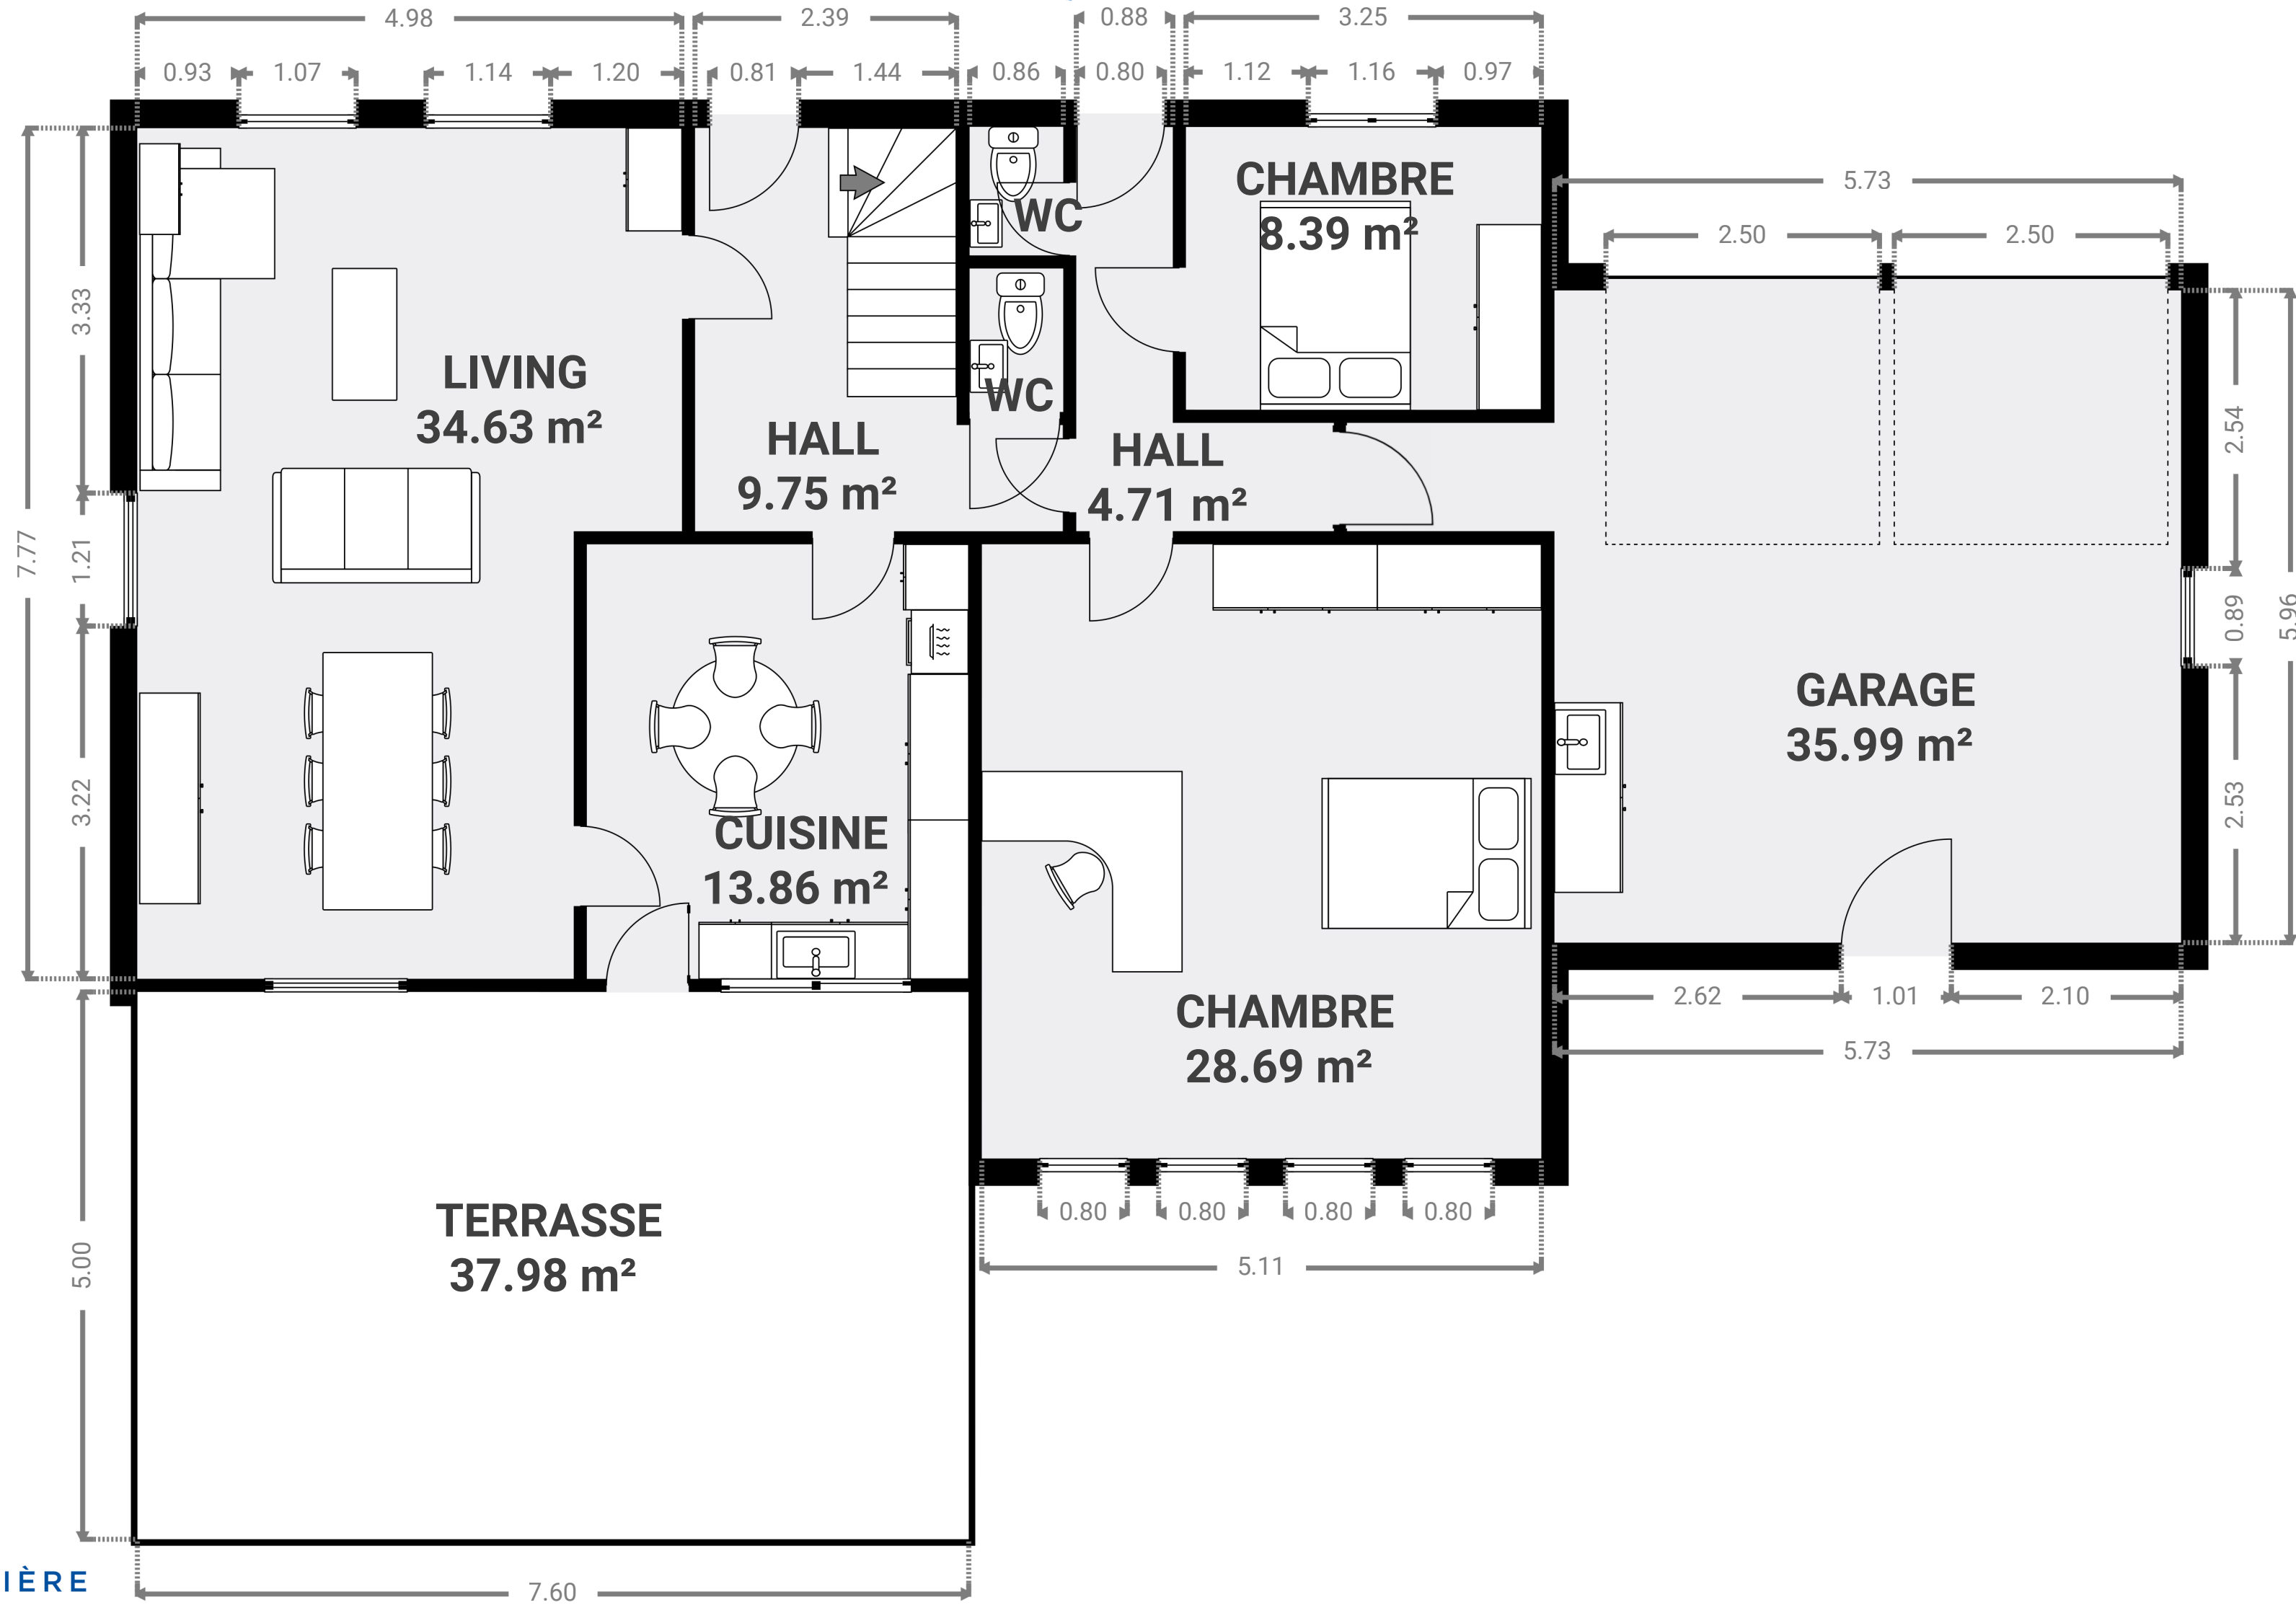 4.98
2.39
0.88
3.25
0.93
1.07
1.14
1.20
0.81
1.44
0.86
0.80
1.12
1.16
0.97
5.73
2.50
2.50
CHAMBRE
8.39 m²
WC
WC
LIVING
34.63 m²
HALL
9.75 m²
HALL
4.71 m²
3.33
7.77
1.21
3.22
2.54
0.89
5.96
2.53
GARAGE
35.99 m²
CUISINE
13.86 m²
CHAMBRE
28.69 m²
2.62
1.01
2.10
5.73
0.80
0.80
0.80
0.80
5.11
TERRASSE
37.98 m²
5.00
7.60
IÈRE